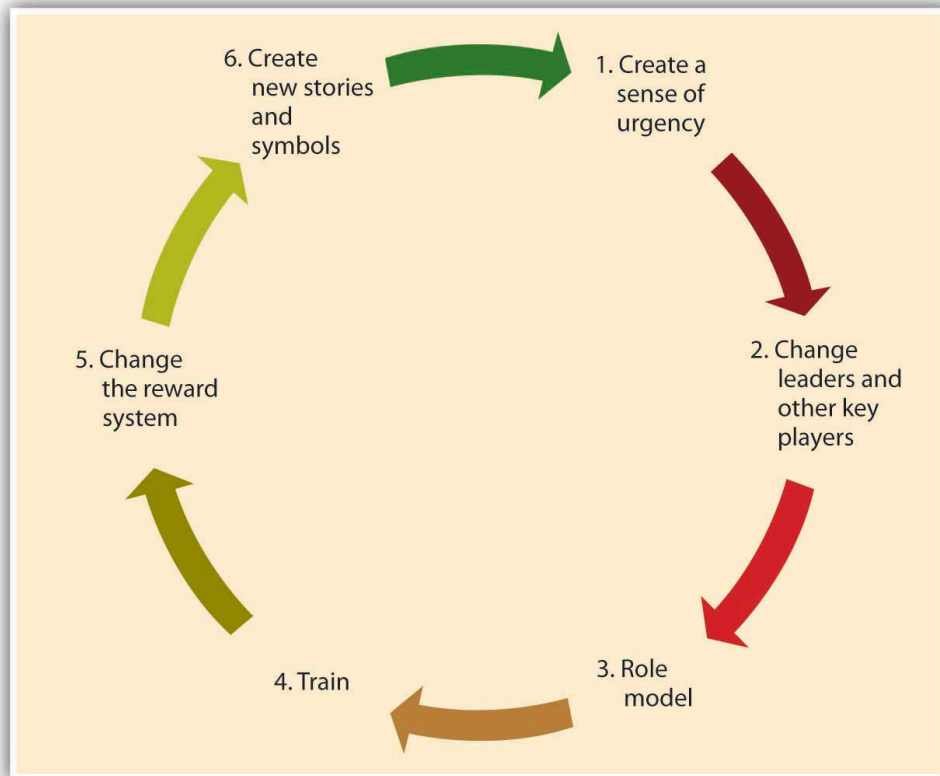 1. Create a
sense of
urgency
2. Change
leaders and
other key
players
3. Role
model
4. Train
5. Change
the reward
system
6. Create
new stories
and
symbols